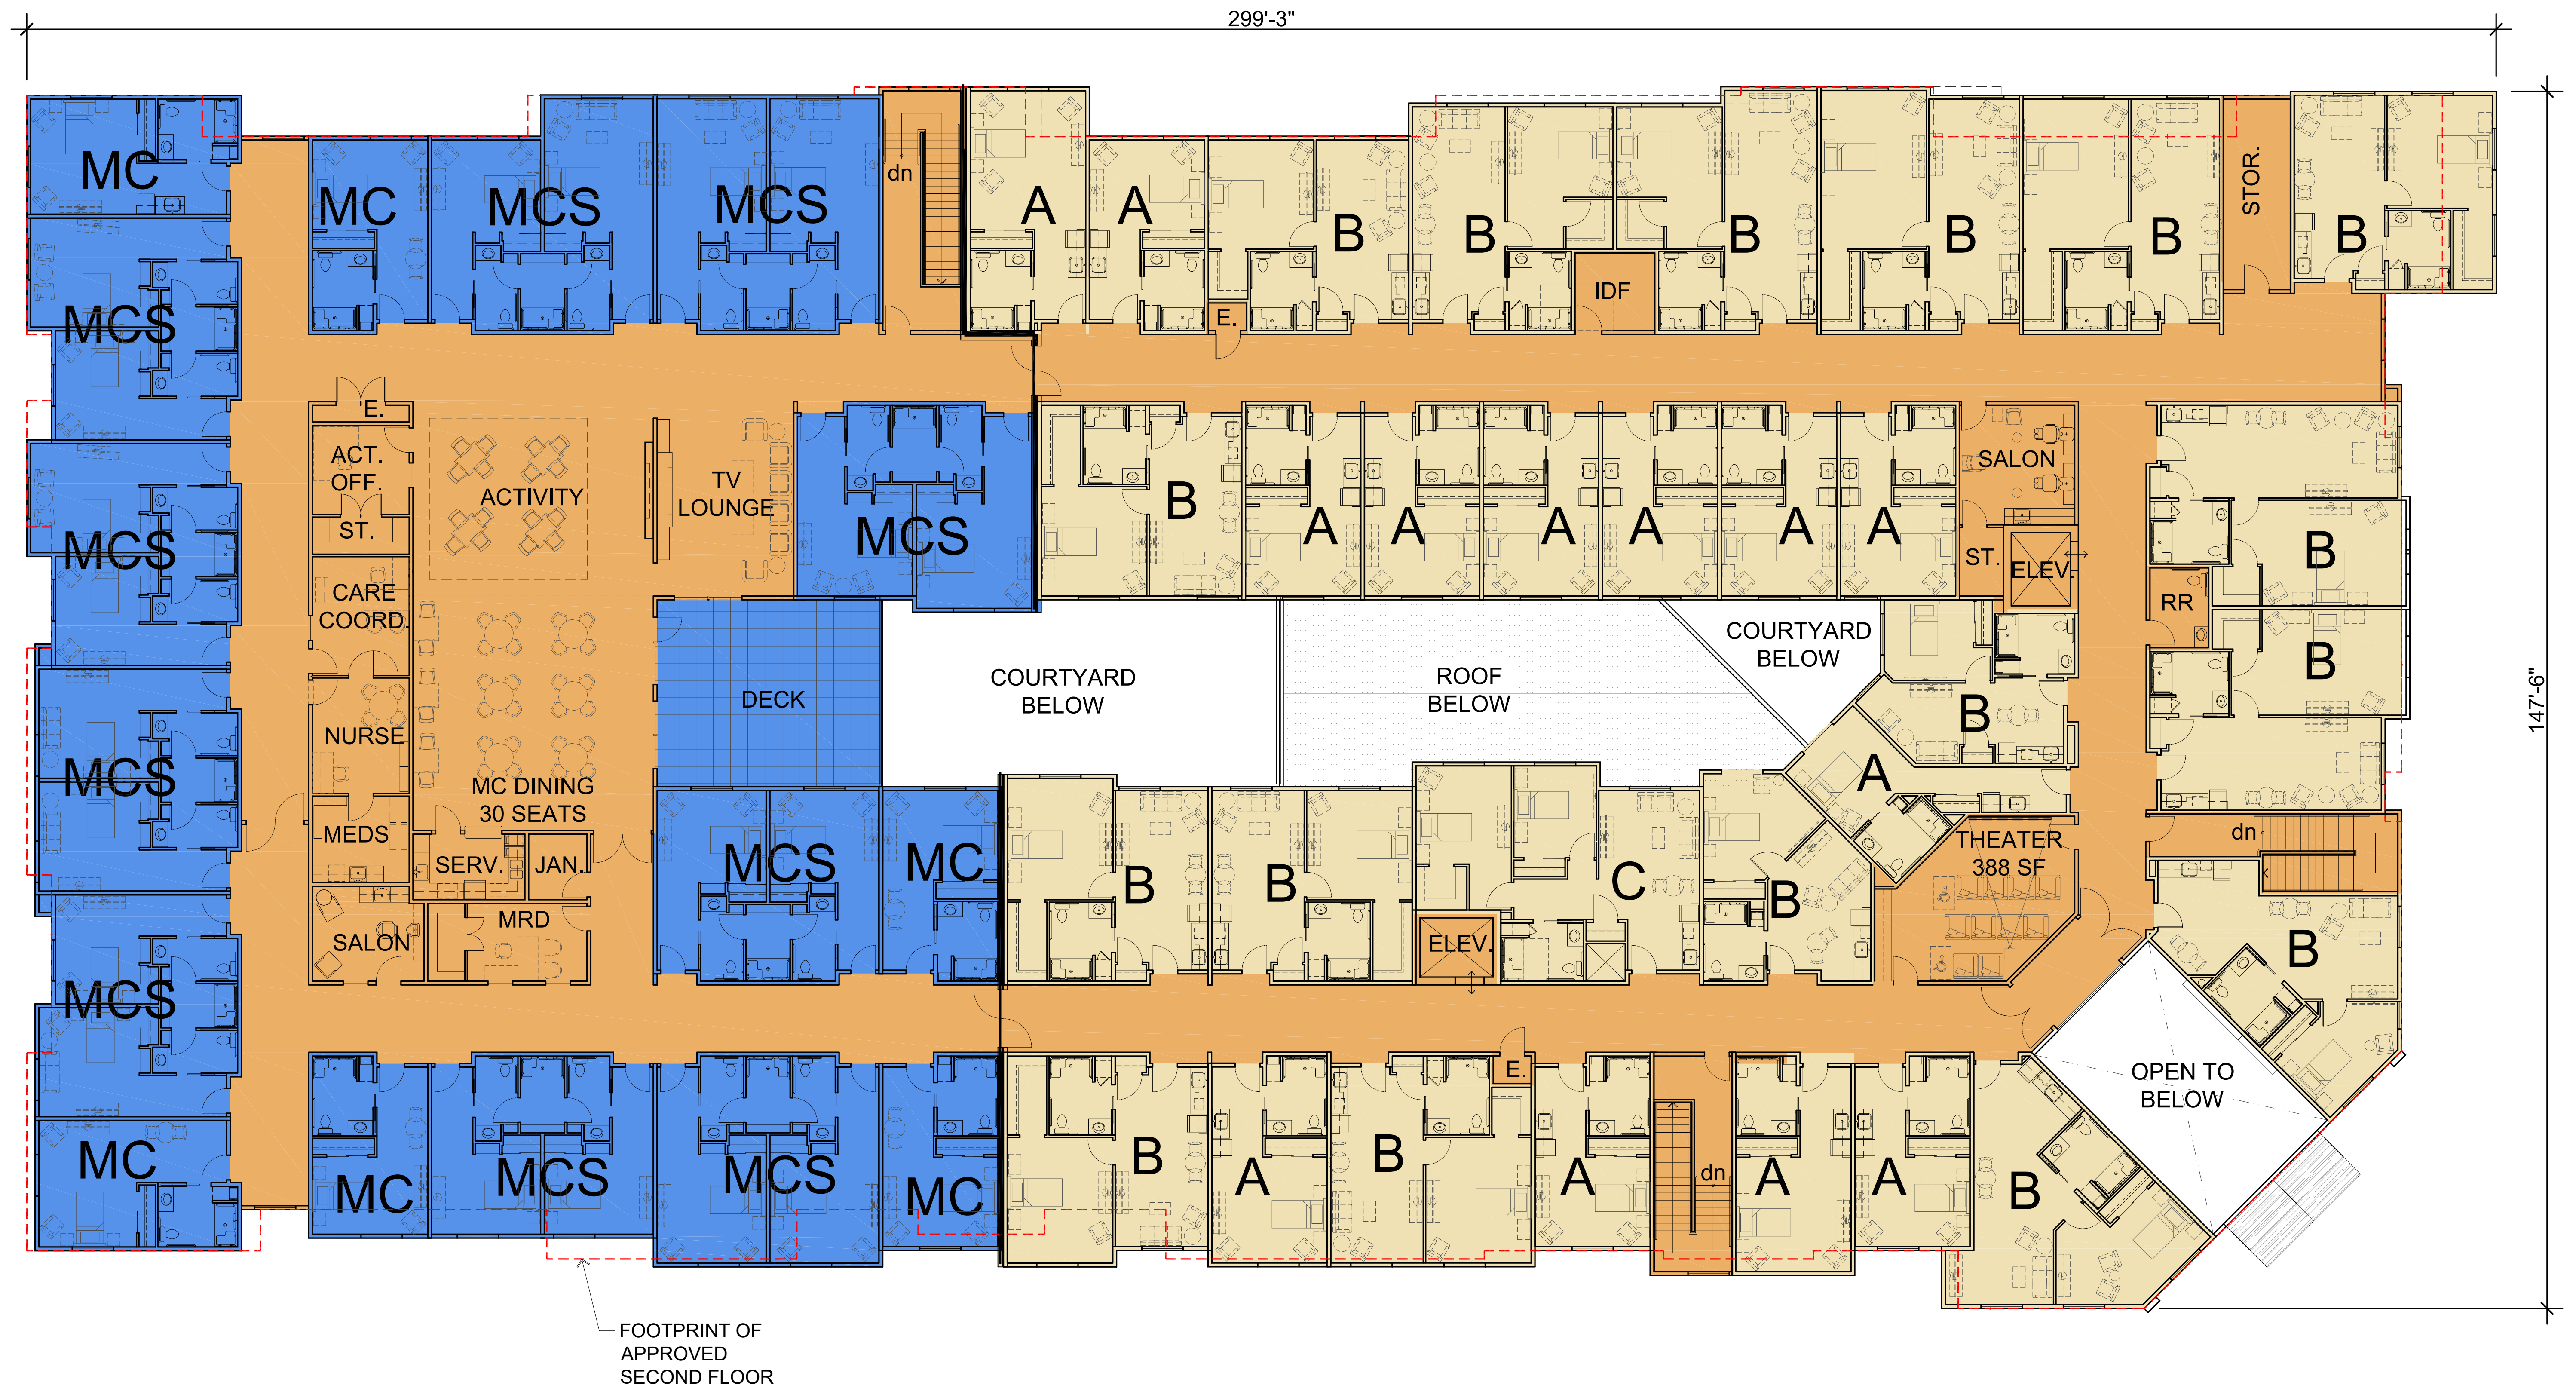 299'-3"
MC
MC
MCS
MCS
dn
A
A
B
B
B
B
B
STOR.
B
IDF
E.
MCS
E.
ACT.
OFF.
ST.
ACTIVITY
TV
LOUNGE
MCS
B
A
A
A
A
A
A
SALON
ST.
ELEV.
B
MCS
CARE
COORD.
RR
B
DECK
COURTYARD
BELOW
ROOF
BELOW
COURTYARD
BELOW
B
147'-6"
MCS
NURSE
MC DINING
30 SEATS
A
MEDS
SERV.
JAN.
MCS
MC
B
B
C
B
THEATER
388 SF
dn
ELEV.
MRD
SALON
B
MCS
E.
OPEN TO
BELOW
MC
MC
MCS
MCS
MC
B
A
B
A
dn
A
A
B
FOOTPRINT OF
APPROVED
SECOND FLOOR